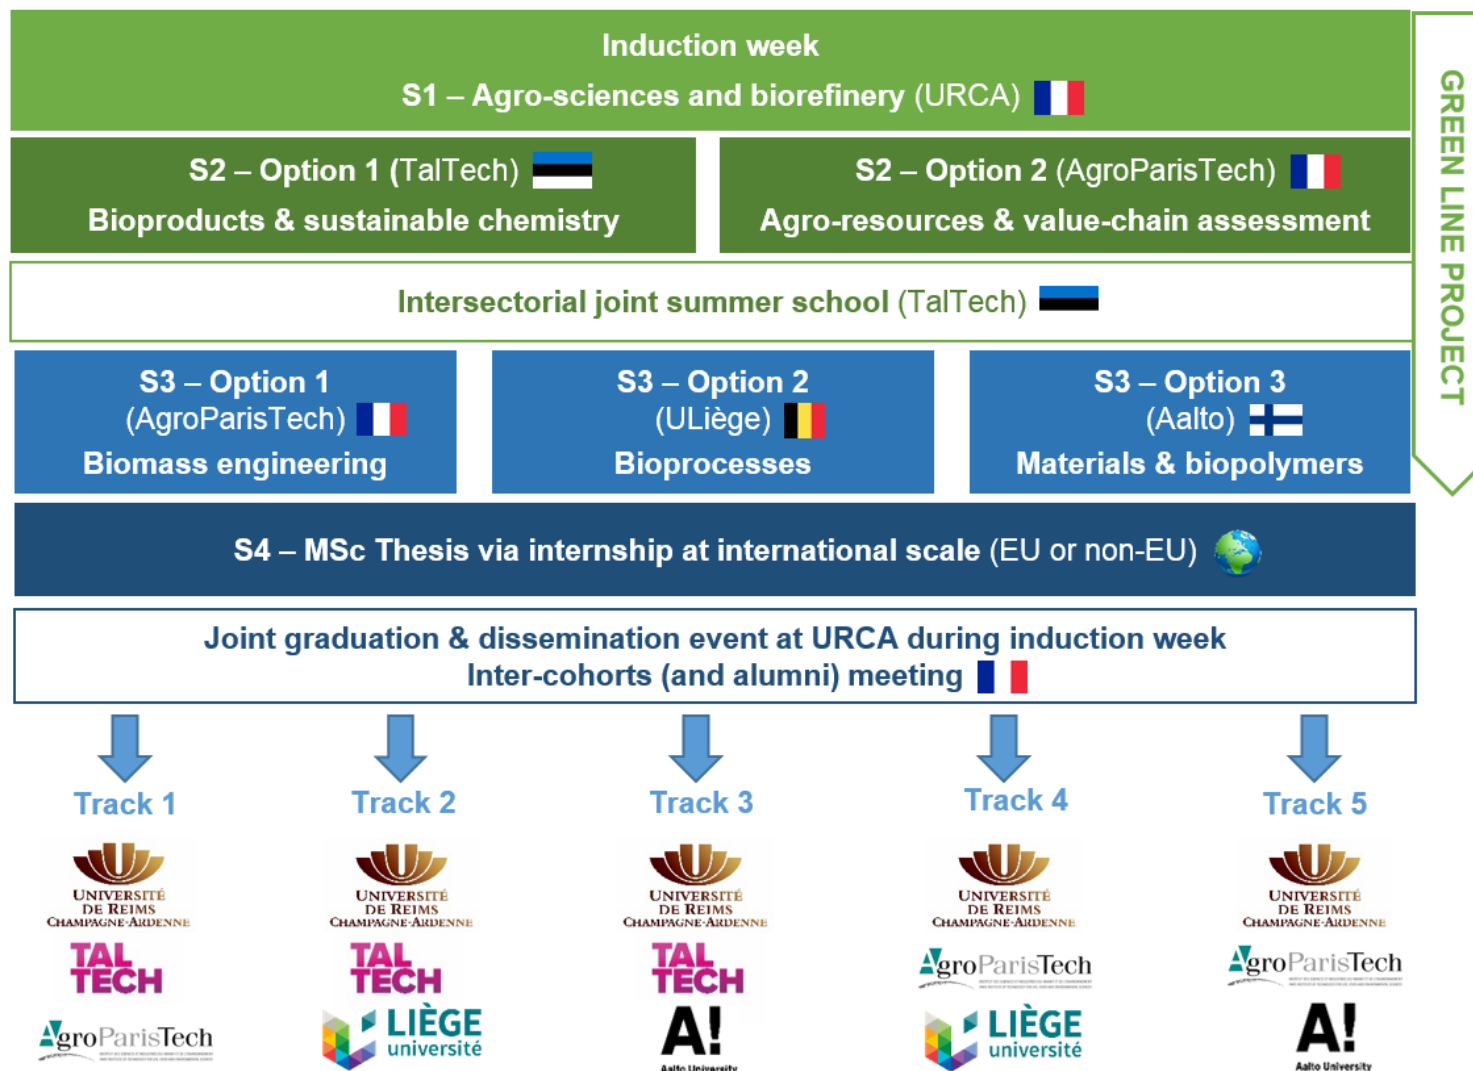 Induction week
S1 – Agro-sciences and biorefinery (URCA)
S2 – Option 1 (TalTech)
Bioproducts & sustainable chemistry
S2 – Option 2 (AgroParisTech)
Agro-resources & value-chain assessment
Intersectorial joint summer school (TalTech)
S3 – Option 1
(AgroParisTech)
Biomass engineering
S3 – Option 2
(ULiège)
Bioprocesses
S3 – Option 3
(Aalto)
Materials & biopolymers
GREEN LINE PROJECT
S4 – MSc Thesis via internship at international scale (EU or non-EU)
Joint graduation & dissemination event at URCA during induction week
Inter-cohorts (and alumni) meeting
Track 1
UNIVERSITÉ
DE REIMS
CHAMPAGNE-ARDENNE
TAL
TECH
AgroParisTech
Track 2
UNIVERSITÉ
DE REIMS
CHAMPAGNE-ARDENNE
TAL
TECH
LIÈGE
université
Track 3
UNIVERSITÉ
DE REIMS
CHAMPAGNE-ARDENNE
TAL
TECH
A!
Aalto University
Track 4
UNIVERSITÉ
DE REIMS
CHAMPAGNE-ARDENNE
AgroParisTech
LIÈGE
université
Track 5
UNIVERSITÉ
DE REIMS
CHAMPAGNE-ARDENNE
AgroParisTech
A!
Aalto University